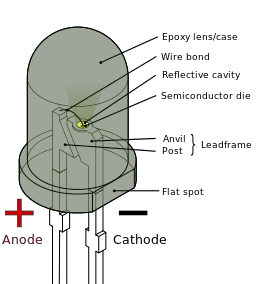 Epoxy lens/case
Wire bond
Reflective cavity
Semiconductor die
Anvil
Post
Leadframe
Flat spot
Anode
Cathode